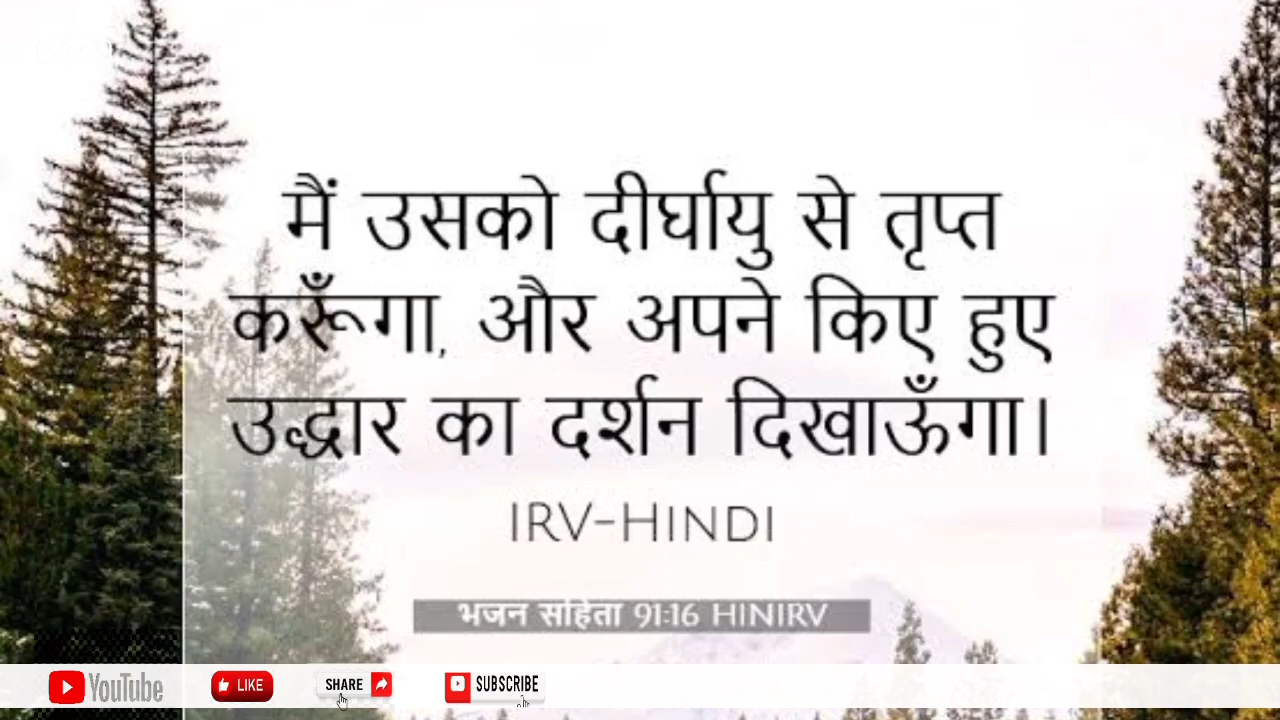 मैं उसको दीर्घायु से तृप्त
करूँगा, और अपने किए हुए
उद्धार का दर्शन दिखाऊँगा।
IRV-HINDI
भजन संहिता 91:16 HINIRV
YouTube LIKE SHARE SUBSCRIBE